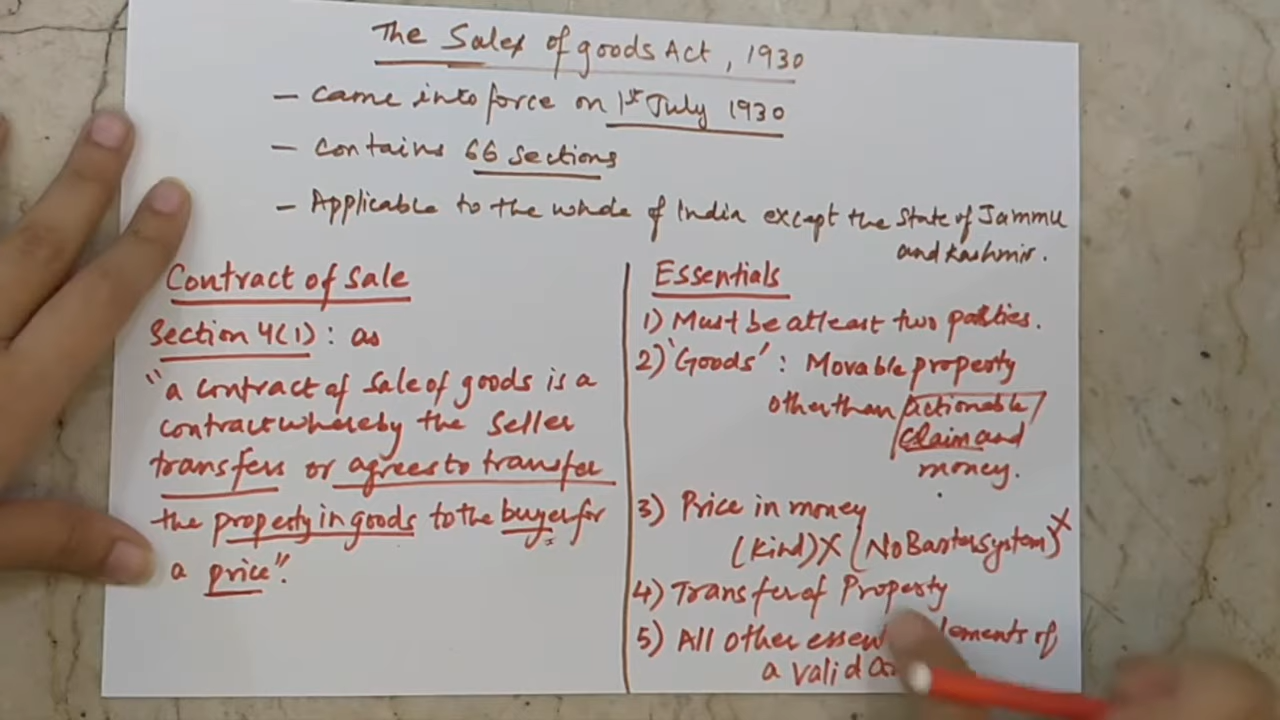 The Sales of goods Act, 1930
- Came into force on 1st July 1930
- Contains 66 sections
- Applicable to the whole of India except the state of Jammu
and Kashmir.
Contract of Sale
Section 4(1) : as
"a contract of sale of goods is a
contract whereby the seller
transfers or agrees to transfer
the property in goods to the buyer for
a price".
Essentials
1) Must be atleast two parties.
2) 'Goods' : Movable property
other than actionable
claim and
money.
3) Price in money
(Kind) X (No Barter System) X
4) Transfer of Property
5) All other of
a valid